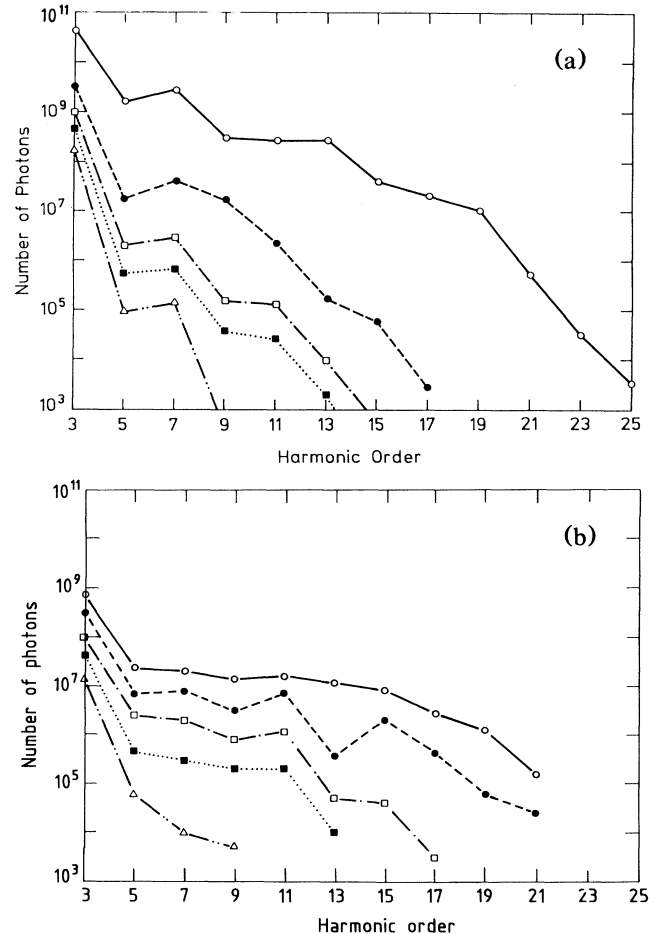 10¹¹
(a)
10⁹
10⁷
10⁵
10³
Number of Photons
3 5 7 9 11 13 15 17 19 21 23 25
Harmonic Order
10¹¹
(b)
10⁹
10⁷
10⁵
10³
Number of photons
3 5 7 9 11 13 15 17 19 21 23 25
Harmonic order